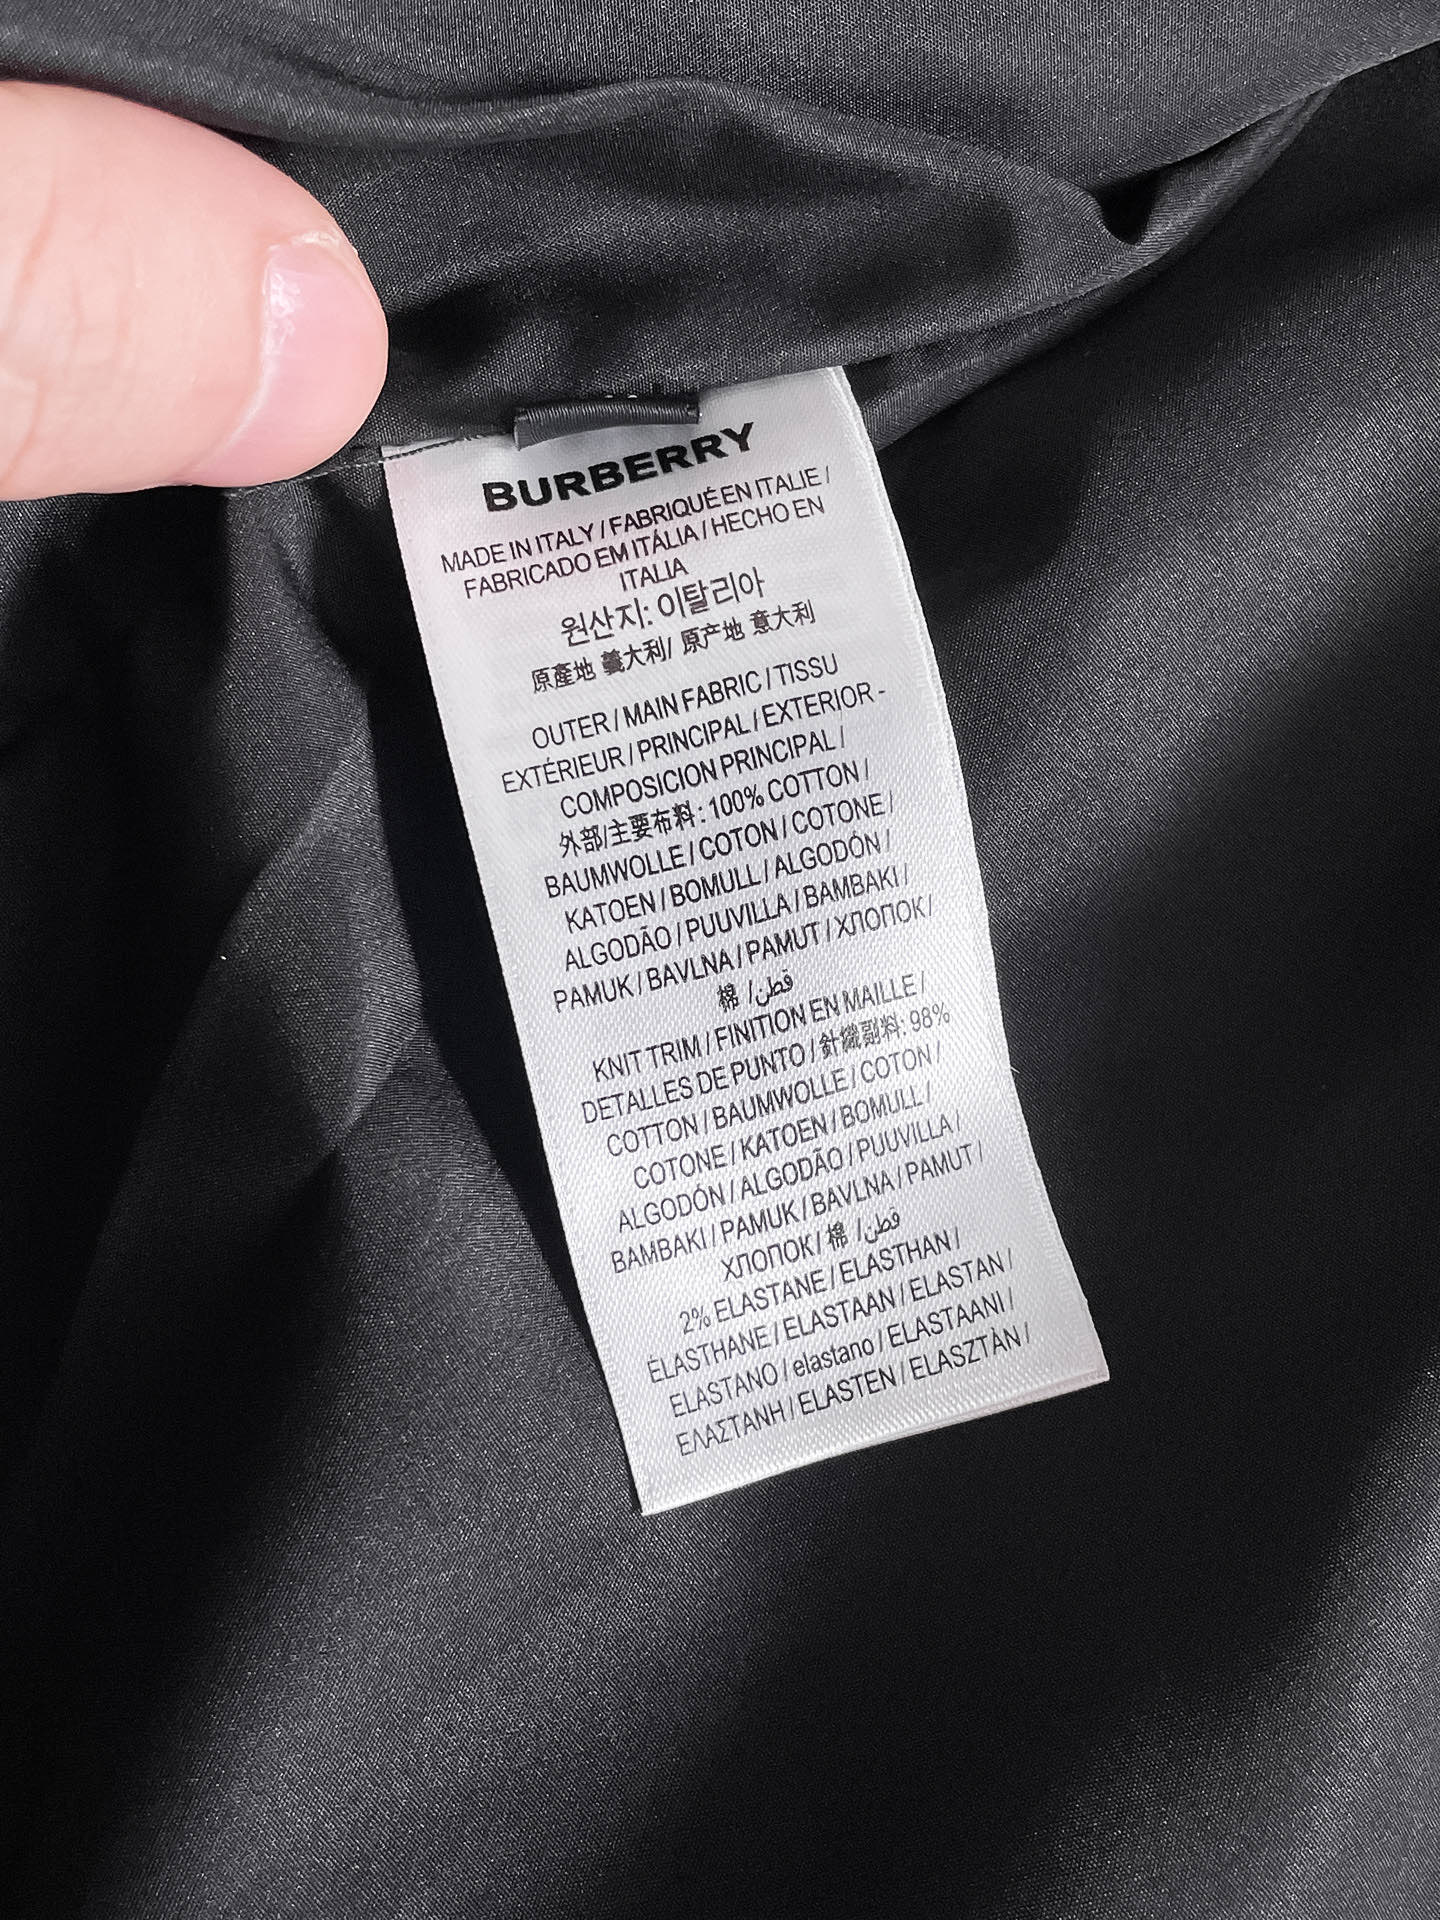 BURBERRY
MADE IN ITALY / FABRIQUÉ EN ITALIE /
FABRICADO EM ITÁLIA / HECHO EN
ITALIA
원산지: 이탈리아
原產地 義大利/ 原产地 意大利
OUTER / MAIN FABRIC / TISSU
EXTÉRIEUR / PRINCIPAL / EXTERIOR -
COMPOSICION PRINCIPAL /
外部/主要布料 : 100% COTTON /
BAUMWOLLE / COTON / COTONE /
KATOEN / BOMULL / ALGODÓN /
ALGODÃO / PUUVILLA / BAMBAKI /
PAMUK / BAVLNA / PAMUT / ХЛОПОК/
棉 /قطن
KNIT TRIM / FINITION EN MAILLE /
DETALLES DE PUNTO / 針織副料: 98%
COTTON / BAUMWOLLE / COTON /
COTONE / KATOEN / BOMULL /
ALGODÓN / ALGODÃO / PUUVILLA /
BAMBAKI / PAMUK / BAVLNA / PAMUT /
ХЛОПОК / 棉 /قطن
2% ELASTANE / ELASTHAN /
ÉLASTHANE / ELASTAAN / ELASTAN /
ELASTANO / elastano / ELASTAANI /
ΕΛΑΣΤΑΝΗ / ELASTEN / ELASZTÀN /